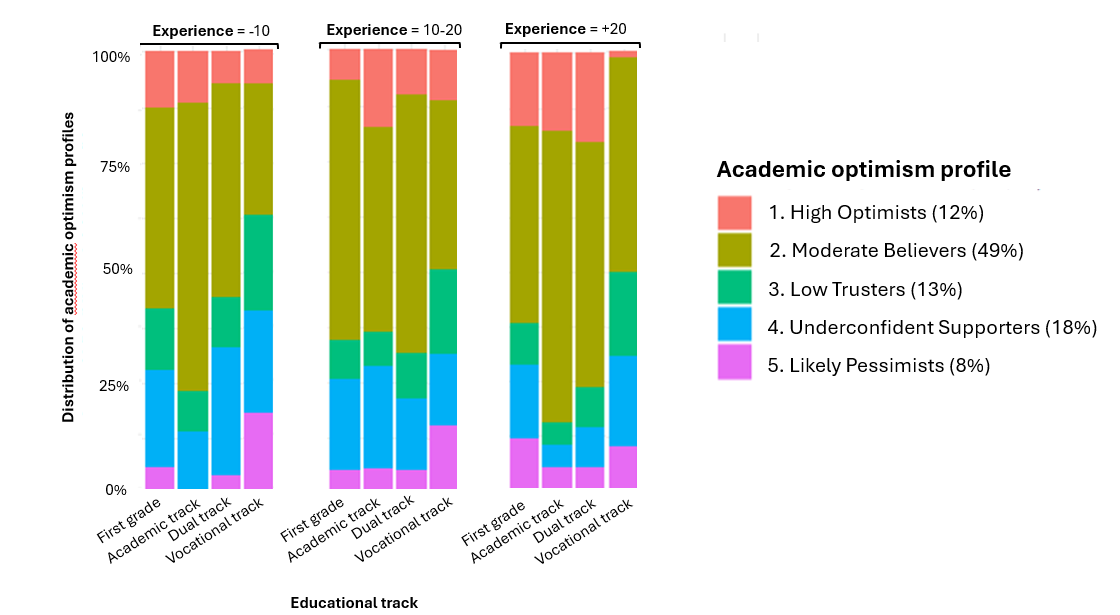 Experience = -10
Experience = 10-20
Experience = +20
100%
75%
50%
25%
0%
Distribution of academic optimism profiles
First grade
Academic track
Dual track
Vocational track
First grade
Academic track
Dual track
Vocational track
First grade
Academic track
Dual track
Vocational track
Educational track
Academic optimism profile
1. High Optimists (12%)
2. Moderate Believers (49%)
3. Low Trusters (13%)
4. Underconfident Supporters (18%)
5. Likely Pessimists (8%)